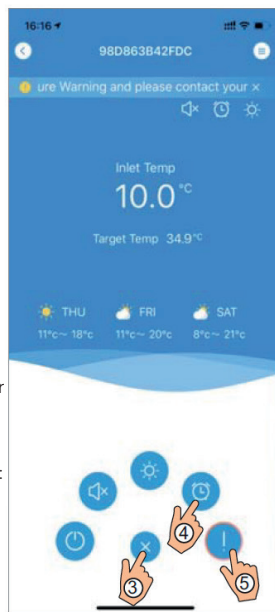 16:16
98D863B42FDC
ure Warning and please contact your ×
Inlet Temp
10.0°C
Target Temp 34.9°C
THU FRI SAT
11°c~ 18°c 11°c~ 20°c 8°c~ 21°c
r
t
④
③
⑤